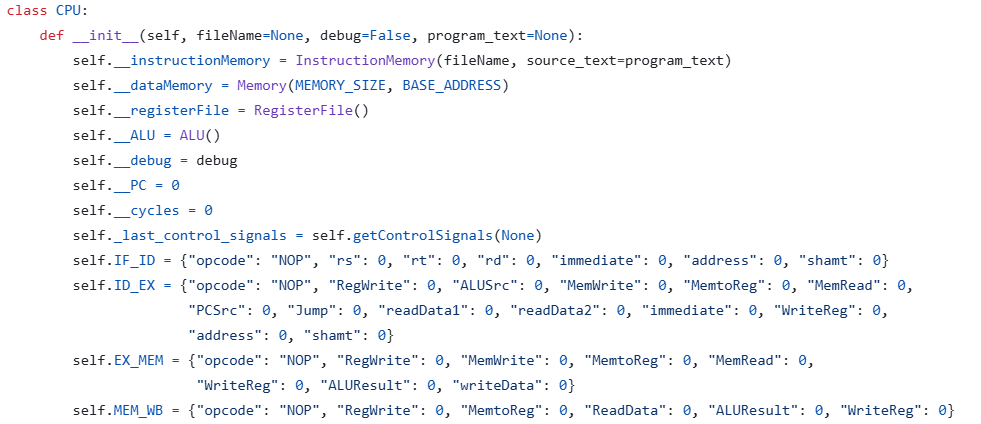 class CPU:
def __init__(self, fileName=None, debug=False, program_text=None):
self.__instructionMemory = InstructionMemory(fileName, source_text=program_text)
self.__dataMemory = Memory(MEMORY_SIZE, BASE_ADDRESS)
self.__registerFile = RegisterFile()
self.__ALU = ALU()
self.__debug = debug
self.__PC = 0
self.__cycles = 0
self._last_control_signals = self.getControlSignals(None)
self.IF_ID = {"opcode": "NOP", "rs": 0, "rt": 0, "rd": 0, "immediate": 0, "address": 0, "shamt": 0}
self.ID_EX = {"opcode": "NOP", "RegWrite": 0, "ALUSrc": 0, "MemWrite": 0, "MemtoReg": 0, "MemRead": 0,
"PCSrc": 0, "Jump": 0, "readData1": 0, "readData2": 0, "immediate": 0, "WriteReg": 0,
"address": 0, "shamt": 0}
self.EX_MEM = {"opcode": "NOP", "RegWrite": 0, "MemWrite": 0, "MemtoReg": 0, "MemRead": 0,
"WriteReg": 0, "ALUResult": 0, "writeData": 0}
self.MEM_WB = {"opcode": "NOP", "RegWrite": 0, "MemtoReg": 0, "ReadData": 0, "ALUResult": 0, "WriteReg": 0}